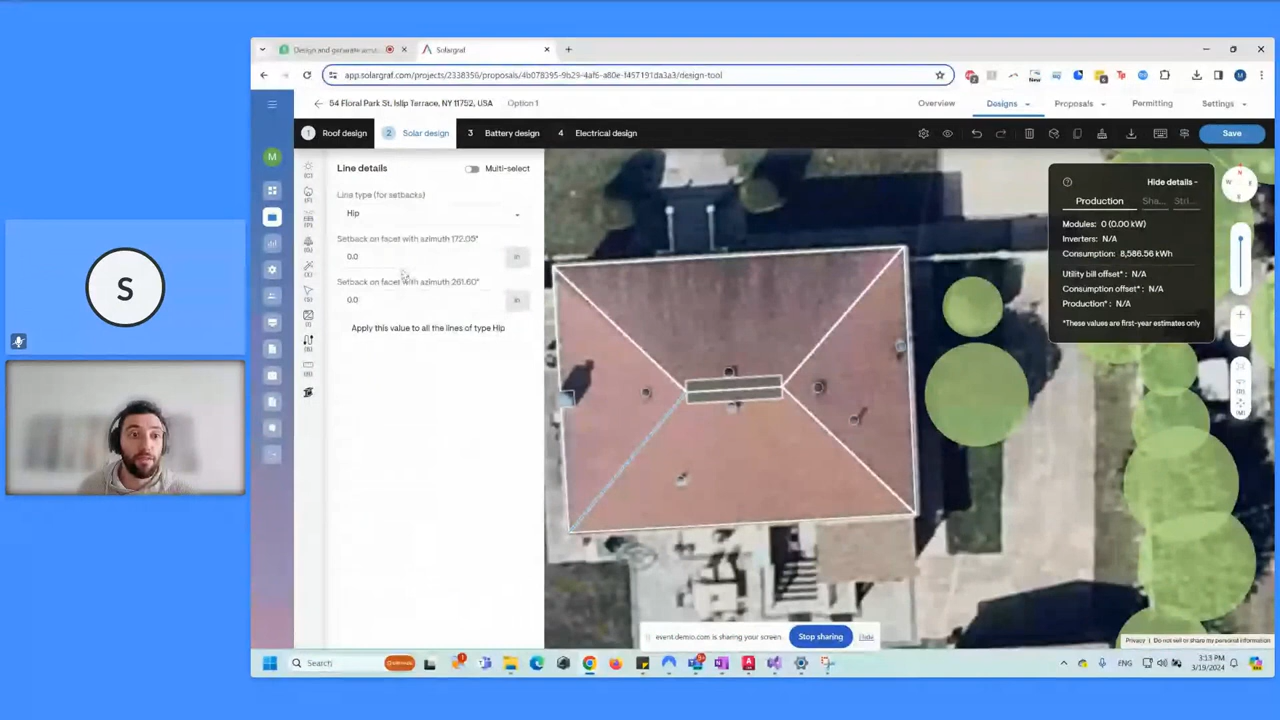 S
Design and generate
Solargraf
app.solargraf.com/projects/2338356/proposals/4b078395-9b29-4af6-a80e-f457191da3a3/design-tool
54 Floral Park St, Islip Terrace, NY 11752, USA
Option 1
Overview
Designs
Proposals
Permitting
Settings
M
1 Roof design
2 Solar design
3 Battery design
4 Electrical design
Save
Line details
Multi-select
Line type (for setbacks)
Hip
Setback on facet with azimuth 172.05°
0.0
in
Setback on facet with azimuth 261.60°
0.0
in
Apply this value to all the lines of type Hip
Hide details
Production
Sha...
Stri...
Modules: 0 (0.00 kW)
Inverters: N/A
Consumption: 8,586.56 kWh
Utility bill offset* : N/A
Consumption offset* : N/A
Production* : N/A
*These values are first-year estimates only
N
W
event.demio.com is sharing your screen.
Stop sharing
Hide
Privacy | Do not sell or share my personal information
Search
ENG
3:13 PM
3/19/2024